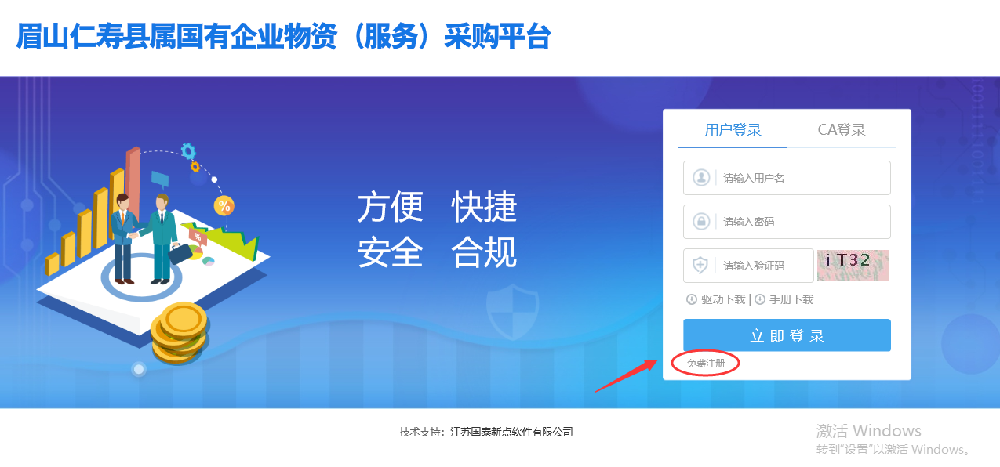 眉山仁寿县属国有企业物资（服务）采购平台
用户登录 CA登录
请输入用户名
请输入密码
请输入验证码 iT32
驱动下载 | 手册下载
立即登录
免费注册
方便 快捷
安全 合规
%
%
技术支持：江苏国泰新点软件有限公司
激活 Windows
转到“设置”以激活 Windows。